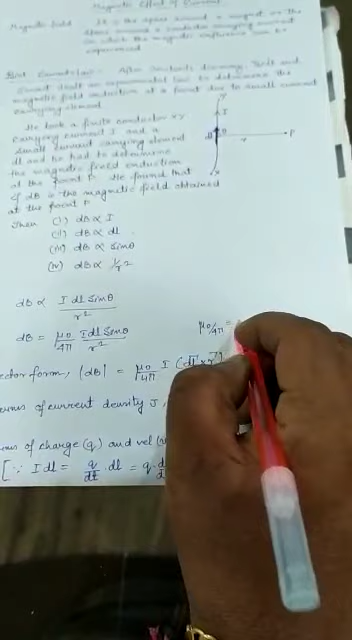 Magnetic Effect of Current
Magnetic field It is the space around a magnet or the
space around a conductor carrying current
in which the magnetic influence can be
experienced
Biot Savart's Law - After Oersted's discovery, Biot and
Savart dealt an experimental law to determine the
magnetic field induction at a point due to small current
carrying element
He took a finite conductor XY
carrying current I and a
small current carrying element
dl and he had to determine
the magnetic field induction
at the point P. He found that
if dB is the magnetic field obtained
at the point P
Then (i) dB ∝ I
(ii) dB ∝ dl
(iii) dB ∝ sinθ
(iv) dB ∝ 1/r²
dB ∝ I dl sinθ / r²
dB = μ₀/4π I dl sinθ / r²
μ₀/4π =
ector form, |dB| = μ₀/4π I (dl × r)
erms of current density J,
ms of charge (q) and vel
[∵ I dl = q/dt · dl = q.
I
P
r